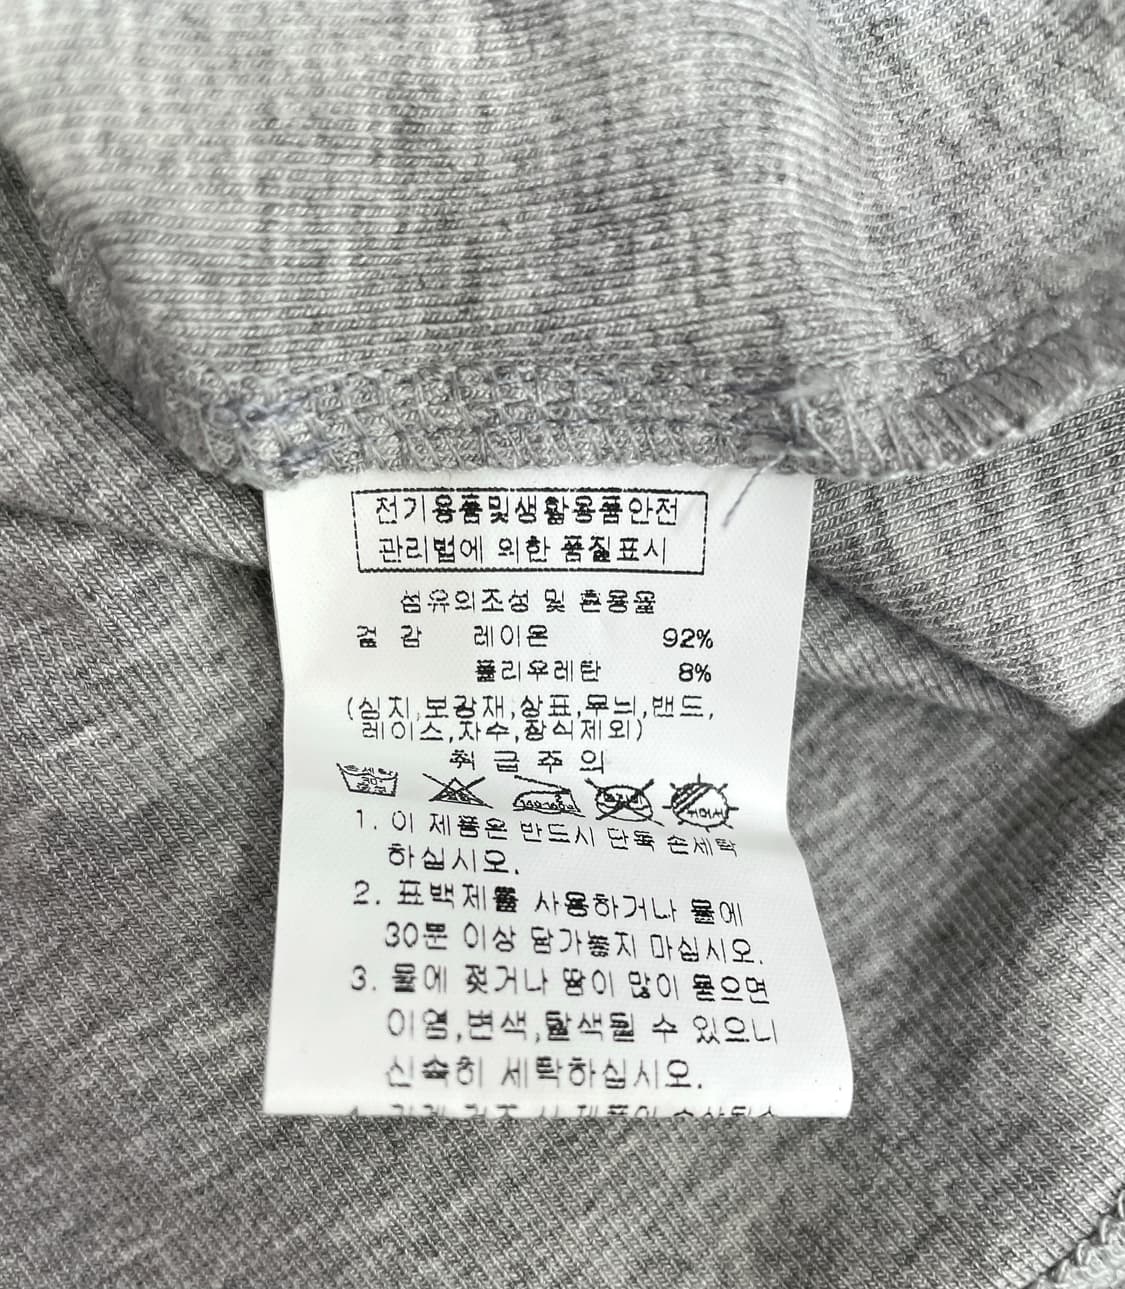 전기용품및생활용품안전
관리법에 의한 품질표시
섬유의조성 및 혼용율
겉 감 레이온 92%
폴리우레탄 8%
(심지,보강재,상표,무늬,밴드,
레이스,자수,장식제외)
취 급 주 의
1. 이 제품은 반드시 단독 손세탁
하십시오.
2. 표백제를 사용하거나 물에
30분 이상 담가놓지 마십시오.
3. 물에 젖거나 땀이 많이 묻으면
이염,변색,탈색될 수 있으니
신속히 세탁하십시오.